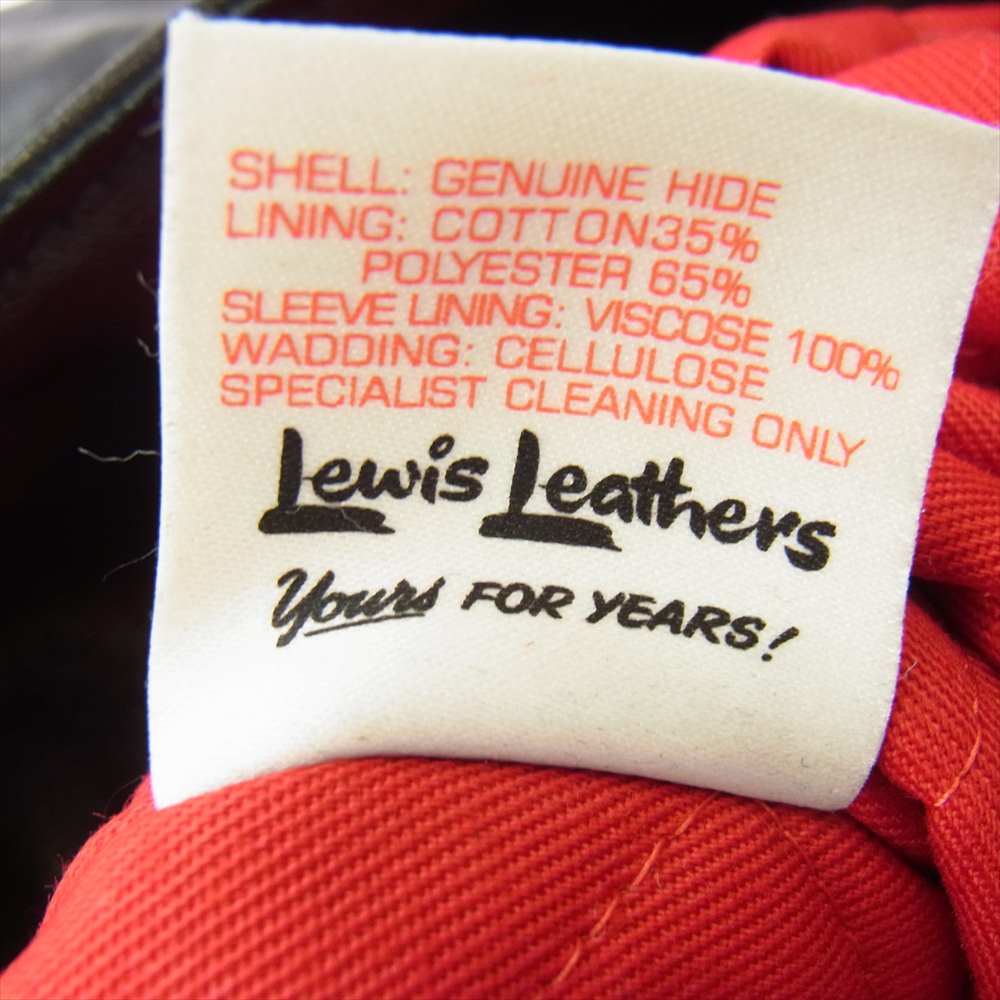 SHELL: GENUINE HIDE
LINING: COTTON35%
POLYESTER 65%
SLEEVE LINING: VISCOSE 100%
WADDING: CELLULOSE
SPECIALIST CLEANING ONLY
Lewis Leathers
Yours FOR YEARS!